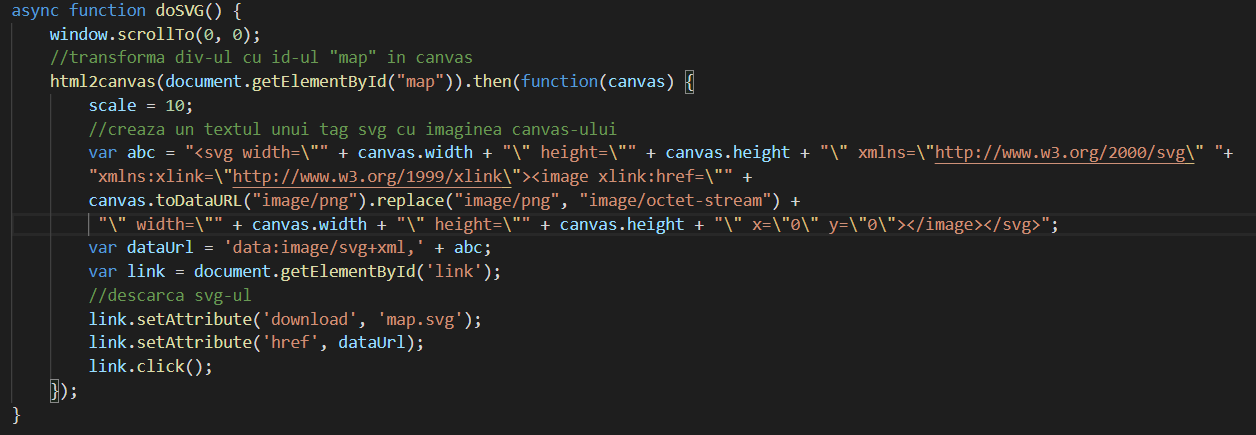 async function doSVG() {
window.scrollTo(0, 0);
//transforma div-ul cu id-ul "map" in canvas
html2canvas(document.getElementById("map")).then(function(canvas) {
scale = 10;
//creaza un textul unui tag svg cu imaginea canvas-ului
var abc = "<svg width=\"" + canvas.width + "\" height=\"" + canvas.height + "\" xmlns=\"http://www.w3.org/2000/svg\" "+
"xmlns:xlink=\"http://www.w3.org/1999/xlink\"><image xlink:href=\"" +
canvas.toDataURL("image/png").replace("image/png", "image/octet-stream") +
"\" width=\"" + canvas.width + "\" height=\"" + canvas.height + "\" x=\"0\" y=\"0\"></image></svg>";
var dataUrl = 'data:image/svg+xml,' + abc;
var link = document.getElementById('link');
//descarca svg-ul
link.setAttribute('download', 'map.svg');
link.setAttribute('href', dataUrl);
link.click();
});
}